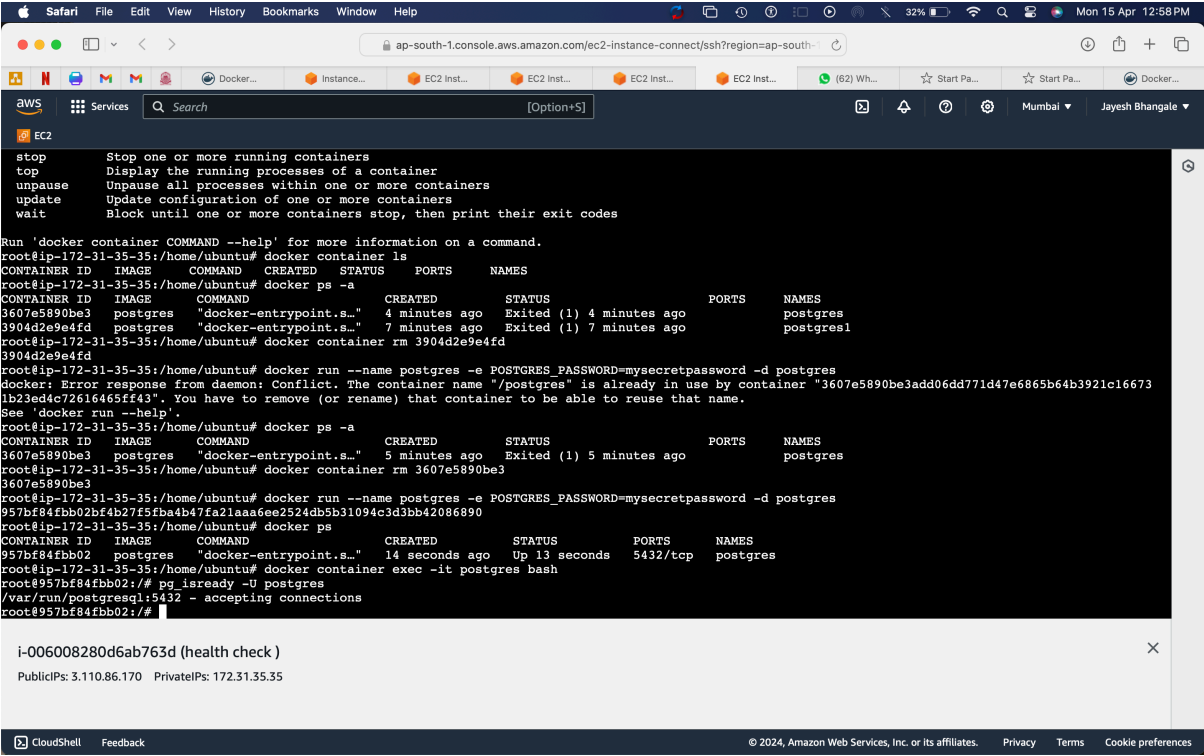 Safari File Edit View History Bookmarks Window Help 32% Mon 15 Apr 12:58 PM
ap-south-1.console.aws.amazon.com/ec2-instance-connect/ssh?region=ap-south-1
Docker... Instance... EC2 Inst... EC2 Inst... EC2 Inst... EC2 Inst... (62) Wh... Start Pa... Start Pa... Docker...
aws Services Search [Option+S] Mumbai ▼ Jayesh Bhangale ▼
EC2
stop Stop one or more running containers
top Display the running processes of a container
unpause Unpause all processes within one or more containers
update Update configuration of one or more containers
wait Block until one or more containers stop, then print their exit codes
Run 'docker container COMMAND --help' for more information on a command.
root@ip-172-31-35-35:/home/ubuntu# docker container ls
CONTAINER ID IMAGE COMMAND CREATED STATUS PORTS NAMES
root@ip-172-31-35-35:/home/ubuntu# docker ps -a
CONTAINER ID IMAGE COMMAND CREATED STATUS PORTS NAMES
3607e5890be3 postgres "docker-entrypoint.s…" 4 minutes ago Exited (1) 4 minutes ago postgres
3904d2e9e4fd postgres "docker-entrypoint.s…" 7 minutes ago Exited (1) 7 minutes ago postgres1
root@ip-172-31-35-35:/home/ubuntu# docker container rm 3904d2e9e4fd
3904d2e9e4fd
root@ip-172-31-35-35:/home/ubuntu# docker run --name postgres -e POSTGRES_PASSWORD=mysecretpassword -d postgres
docker: Error response from daemon: Conflict. The container name "/postgres" is already in use by container "3607e5890be3add06dd771d47e6865b64b3921c16673
1b23ed4c72616465ff43". You have to remove (or rename) that container to be able to reuse that name.
See 'docker run --help'.
root@ip-172-31-35-35:/home/ubuntu# docker ps -a
CONTAINER ID IMAGE COMMAND CREATED STATUS PORTS NAMES
3607e5890be3 postgres "docker-entrypoint.s…" 5 minutes ago Exited (1) 5 minutes ago postgres
root@ip-172-31-35-35:/home/ubuntu# docker container rm 3607e5890be3
3607e5890be3
root@ip-172-31-35-35:/home/ubuntu# docker run --name postgres -e POSTGRES_PASSWORD=mysecretpassword -d postgres
957bf84fbb02bf4b27f5fba4b47fa21aaa6ee2524db5b31094c3d3bb42086890
root@ip-172-31-35-35:/home/ubuntu# docker ps
CONTAINER ID IMAGE COMMAND CREATED STATUS PORTS NAMES
957bf84fbb02 postgres "docker-entrypoint.s…" 14 seconds ago Up 13 seconds 5432/tcp postgres
root@ip-172-31-35-35:/home/ubuntu# docker container exec -it postgres bash
root@957bf84fbb02:/# pg_isready -U postgres
/var/run/postgresql:5432 - accepting connections
root@957bf84fbb02:/#
i-006008280d6ab763d (health check )
PublicIPs: 3.110.86.170 PrivateIPs: 172.31.35.35
CloudShell Feedback © 2024, Amazon Web Services, Inc. or its affiliates. Privacy Terms Cookie preferences